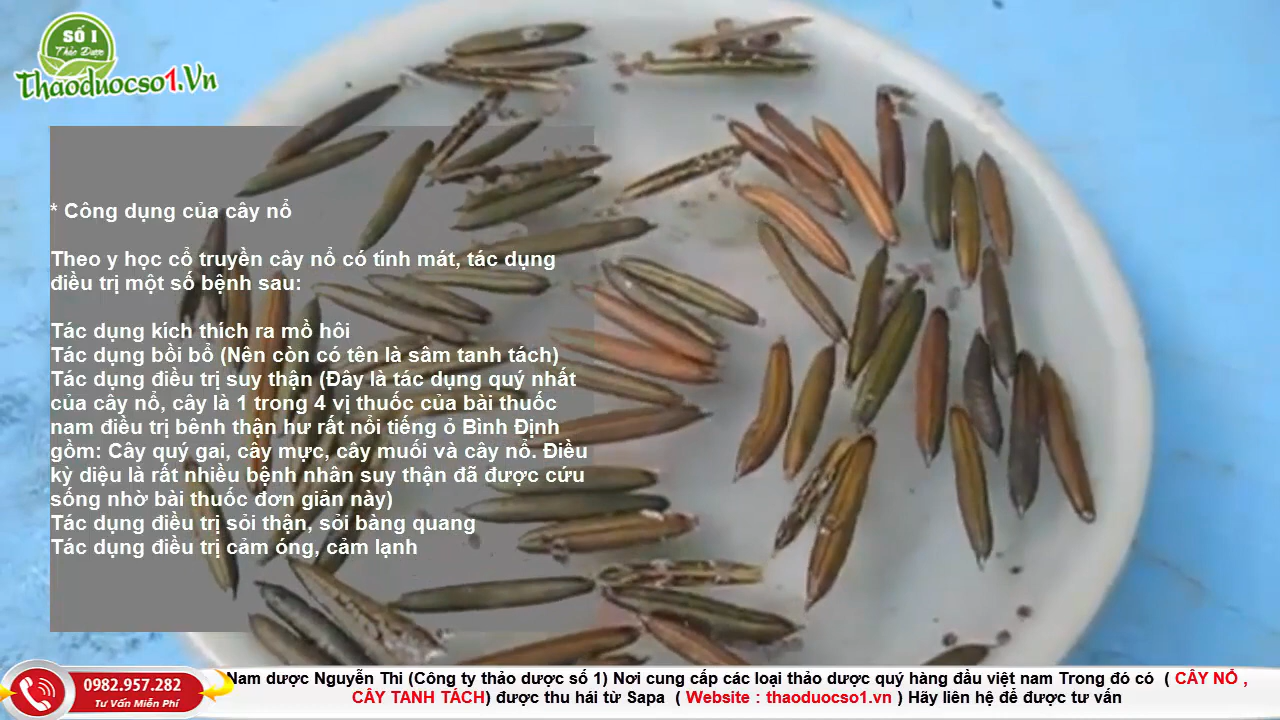 SỐ 1
Thảo Dược
Thaoduocso1.Vn
* Công dụng của cây nổ
Theo y học cổ truyền cây nổ có tính mát, tác dụng
điều trị một số bệnh sau:
Tác dụng kich thích ra mồ hôi
Tác dụng bồi bổ (Nên còn có tên là sâm tanh tách)
Tác dụng điều trị suy thận (Đây là tác dụng quý nhất
của cây nổ, cây là 1 trong 4 vị thuốc của bài thuốc
nam điều trị bênh thận hư rất nổi tiếng ỏ Bình Định
gồm: Cây quý gai, cây mực, cây muối và cây nổ. Điều
kỳ diệu là rất nhiều bệnh nhân suy thận đã được cứu
sống nhờ bài thuốc đơn giản này)
Tác dụng điều trị sỏi thận, sỏi bàng quang
Tác dụng điều trị cảm óng, cảm lạnh
0982.957.282
Tư Vấn Miễn Phí
Nam dược Nguyễn Thi (Công ty thảo dược số 1) Nơi cung cấp các loại thảo dược quý hàng đầu việt nam Trong đó có ( CÂY NỔ ,
CÂY TANH TÁCH) được thu hái từ Sapa ( Website : thaoduocso1.vn ) Hãy liên hệ để được tư vấn